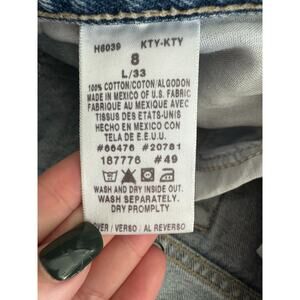 H6039 KTY-KTY
8
L/33
100% COTTON/COTON/ALGODON
MADE IN MEXICO OF U.S. FABRIC
FABRIQUE AU MEXIQUE AVEC
TISSUS DES ETATS-UNIS
HECHO EN MEXICO CON
TELA DE E.E.U.U.
#66476 #20781
187776 #49
WASH AND DRY INSIDE OUT.
WASH SEPARATELY.
DRY PROMPTLY
VER / VERSO / AL REVERSO